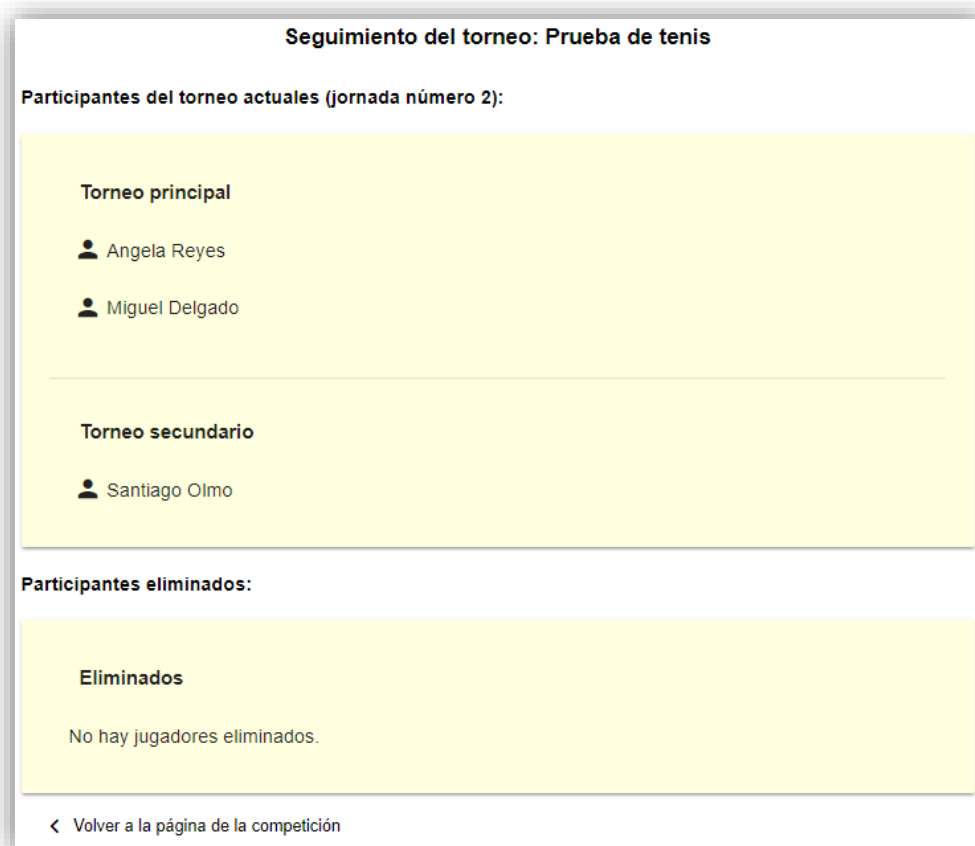 Seguimiento del torneo: Prueba de tenis
Participantes del torneo actuales (jornada número 2):
Torneo principal
Angela Reyes
Miguel Delgado
Torneo secundario
Santiago Olmo
Participantes eliminados:
Eliminados
No hay jugadores eliminados.
Volver a la página de la competición